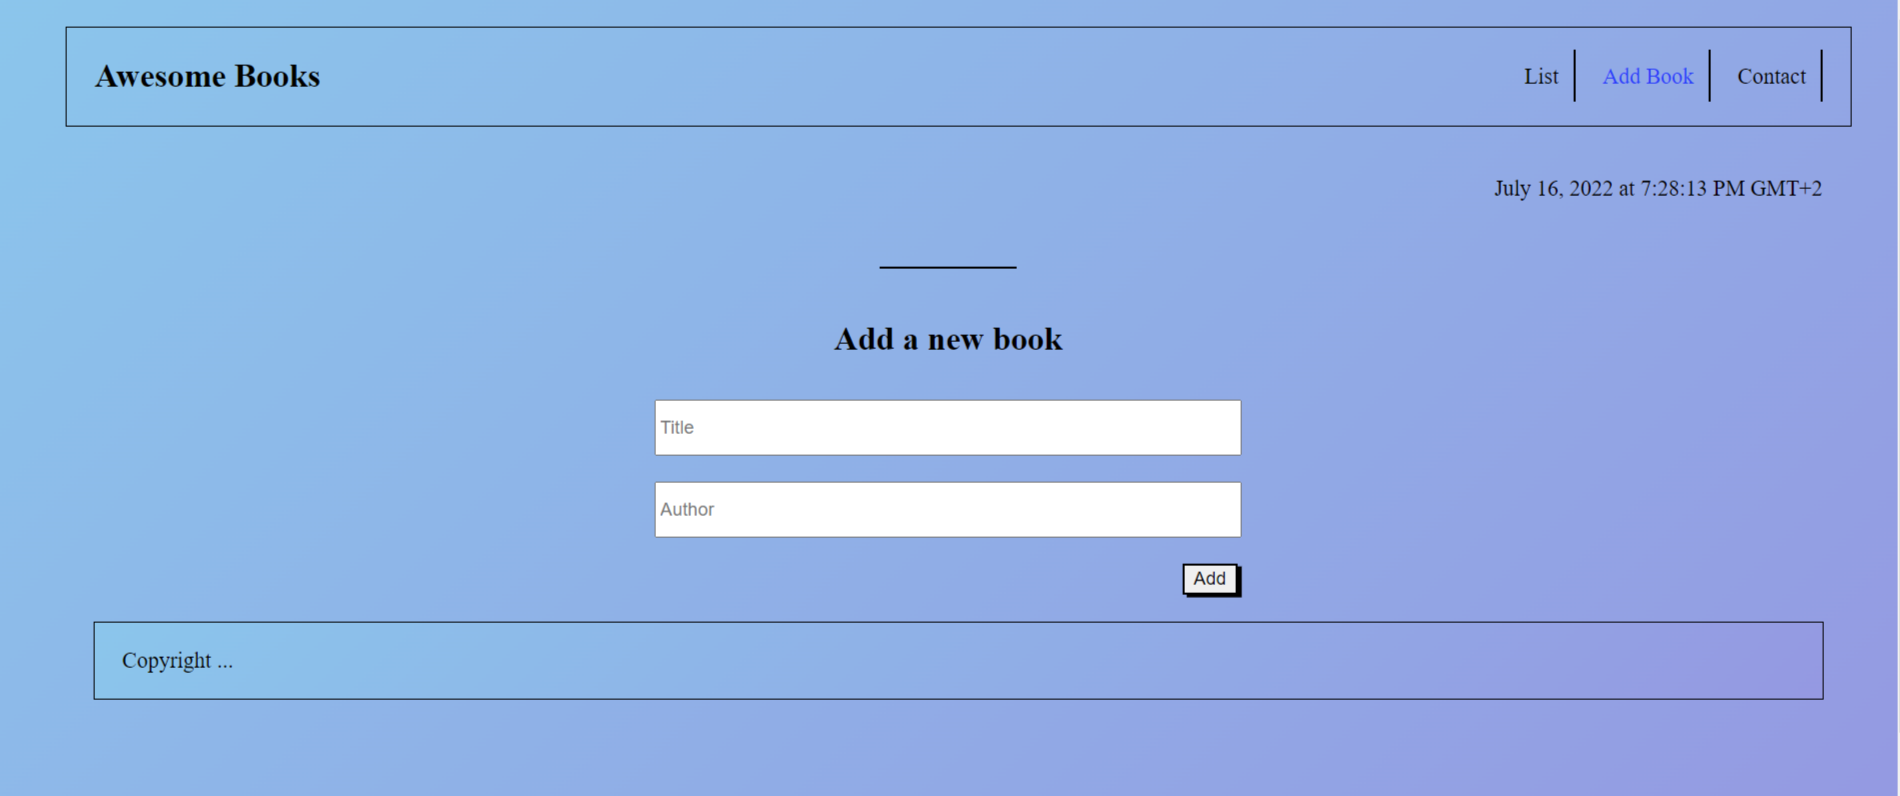 Awesome Books
List Add Book Contact
July 16, 2022 at 7:28:13 PM GMT+2
Add a new book
Title
Author
Add
Copyright ...